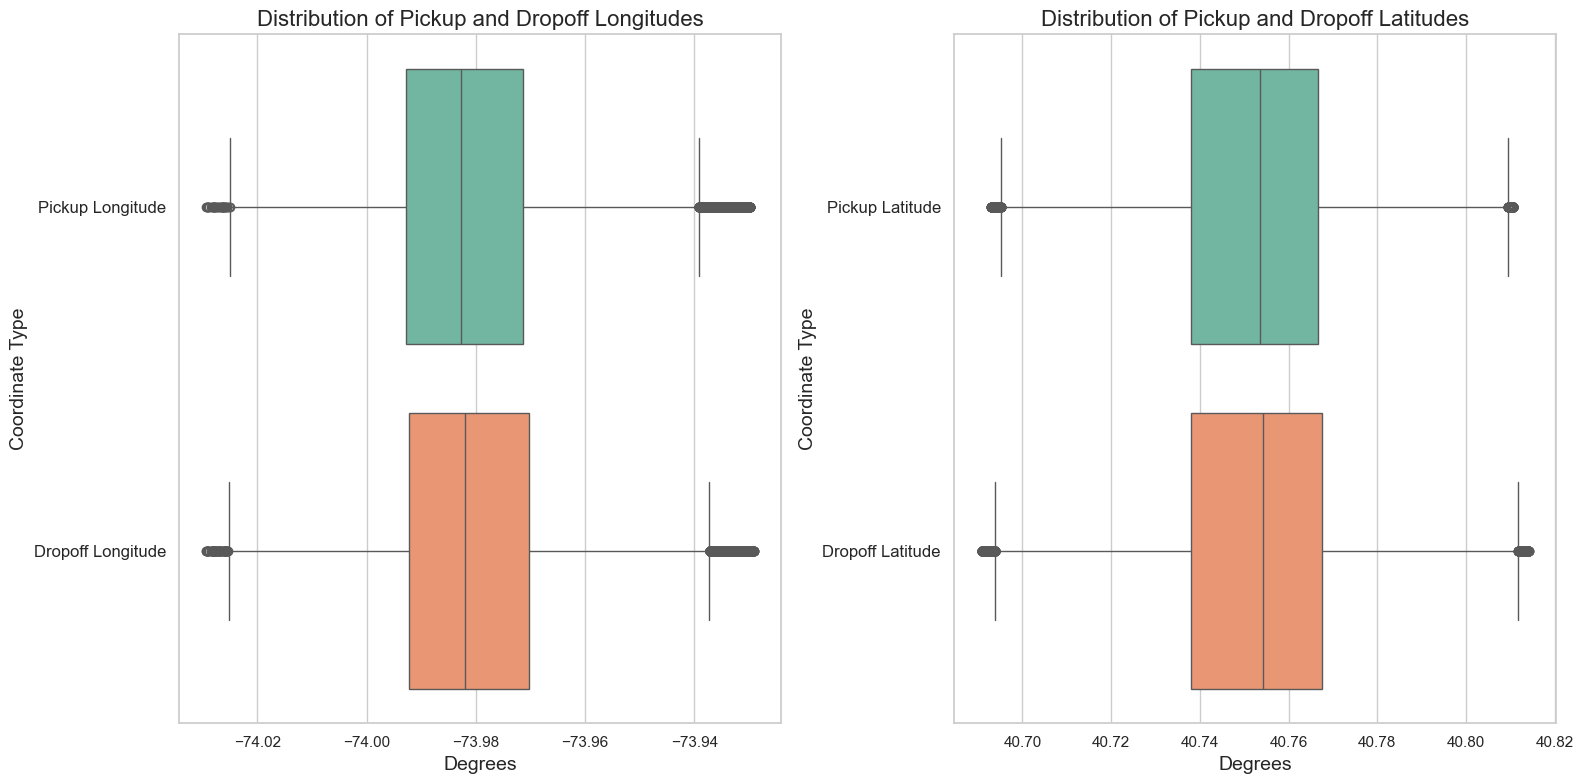 Distribution of Pickup and Dropoff Longitudes
Coordinate Type
Pickup Longitude
Dropoff Longitude
−74.02 −74.00 −73.98 −73.96 −73.94
Degrees
Distribution of Pickup and Dropoff Latitudes
Coordinate Type
Pickup Latitude
Dropoff Latitude
40.70 40.72 40.74 40.76 40.78 40.80 40.82
Degrees